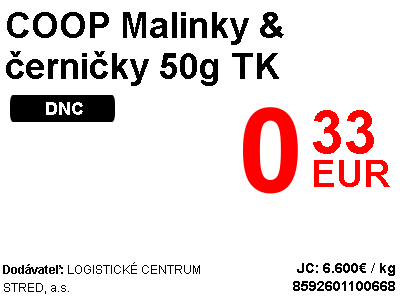 COOP Malinky &
černičky 50g TK
DNC
0 33
EUR
Dodávateľ: LOGISTICKÉ CENTRUM
STRED, a.s.
JC: 6.600€ / kg
8592601100668